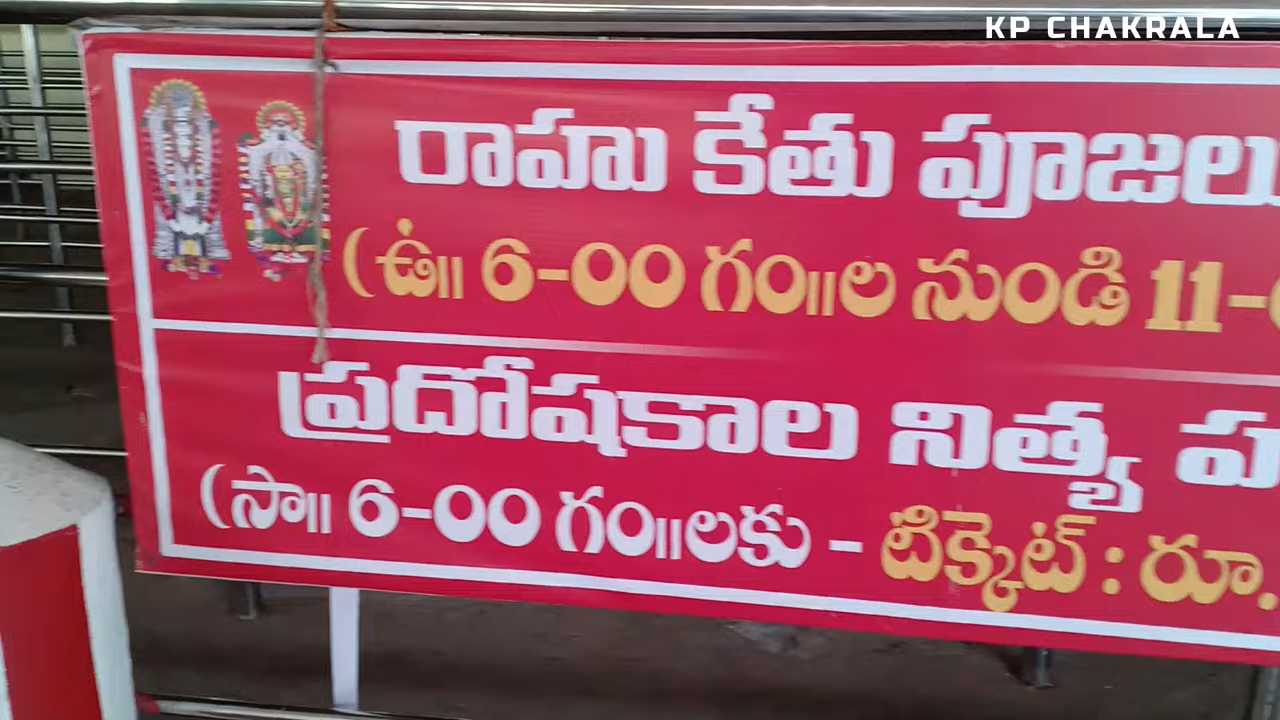 KP CHAKRALA
రాహు కేతు పూజలు
(ఉ॥ 6-00 గం॥ల నుండి 11-
ప్రదోషకాల నిత్య
(సా॥ 6-00 గం॥లకు - టిక్కెట్ : రూ.